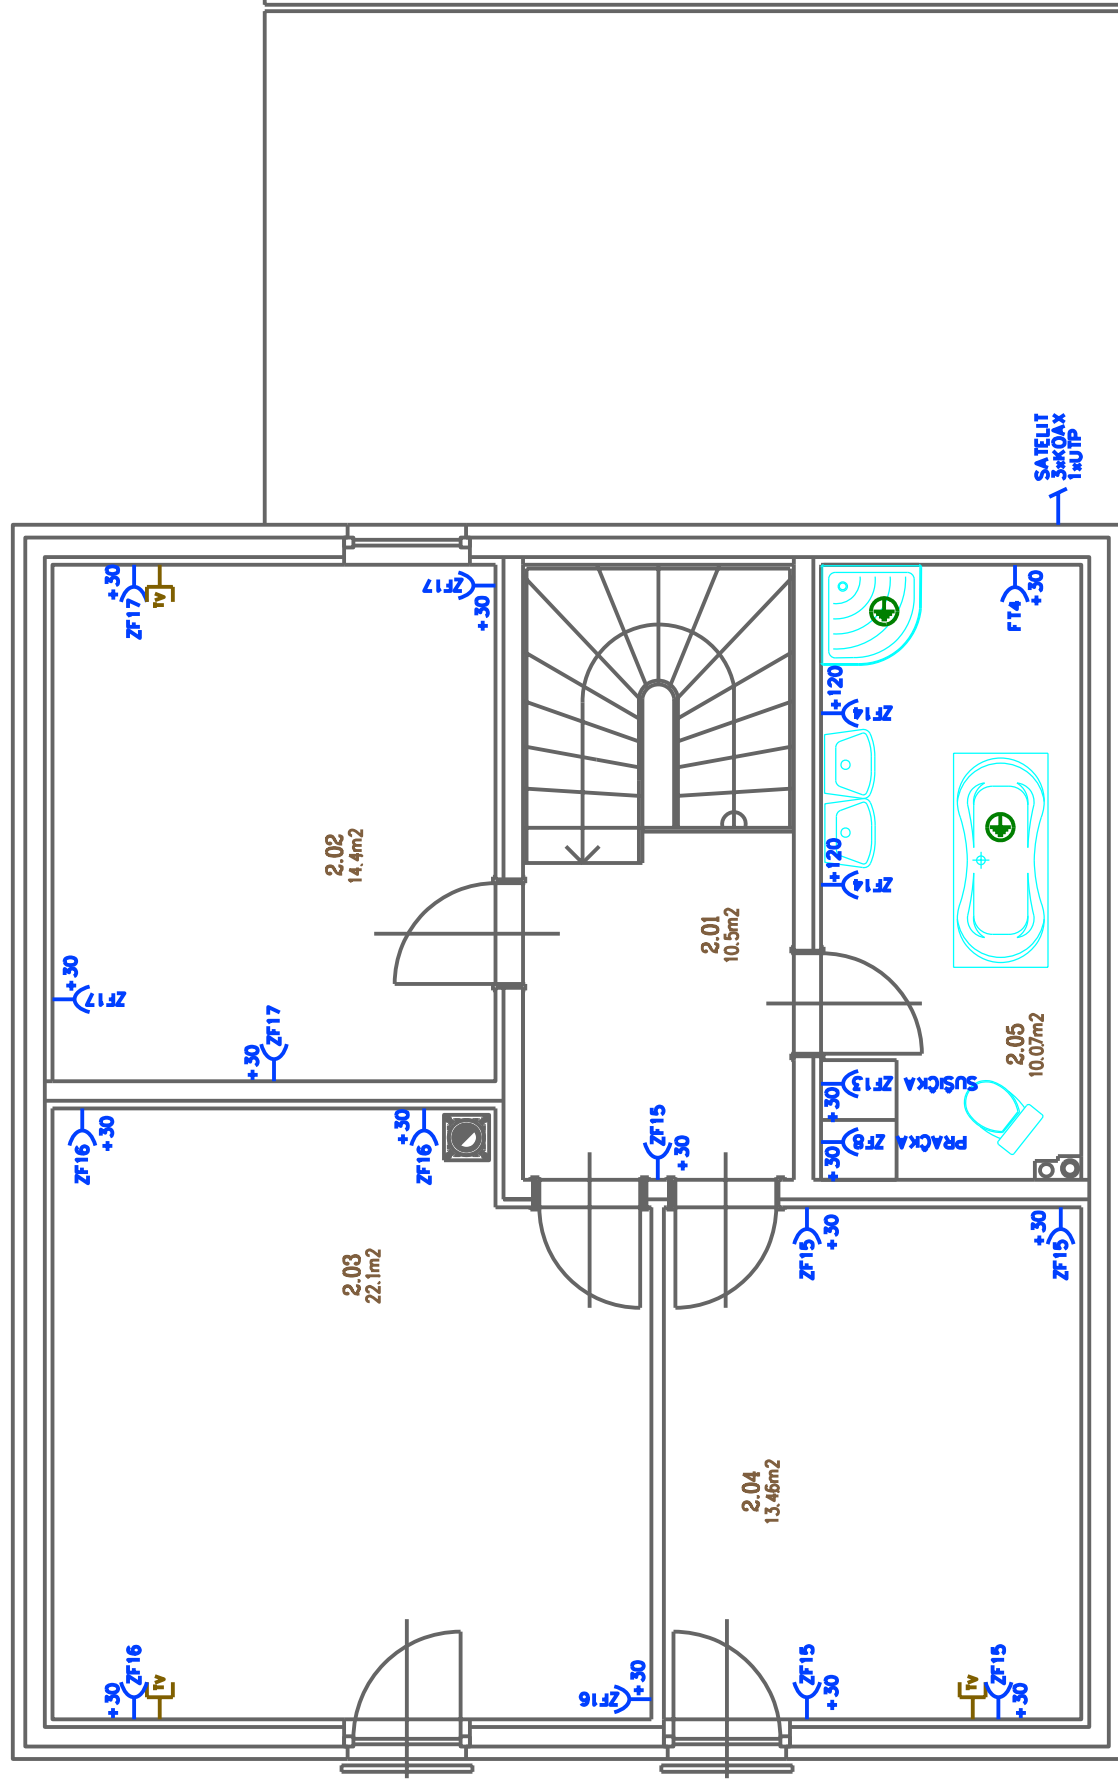 SATELIT
3xKOAX
1xUTP
+30
ZF17
TV
ZF17
+30
FT4
+30
+120
ZF14
2.02
14.4m2
+120
ZF14
2.01
10.5m2
+30
ZF17
+30
ZF17
2.05
10.07m2
+30
ZF13 SUŠIČKA
+30
ZF8 PRAČKA
ZF16
+30
+30
ZF16
ZF15
+30
2.03
22.1m2
ZF15
+30
+30
ZF15
2.04
13.46m2
+30
ZF16
TV
ZF16
+30
ZF15
+30
TV
ZF15
+30